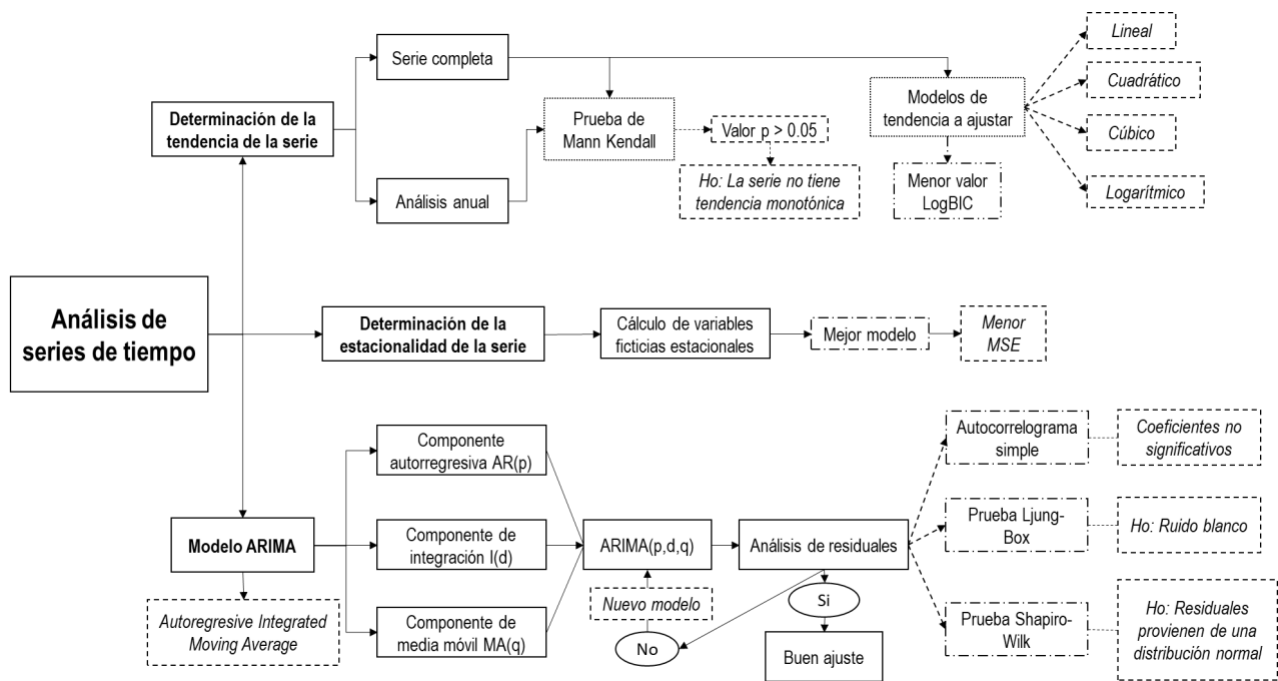 Análisis de
series de tiempo
Determinación de la
tendencia de la serie
Serie completa
Análisis anual
Prueba de
Mann Kendall
Valor p > 0.05
Ho: La serie no tiene
tendencia monotónica
Modelos de
tendencia a ajustar
Menor valor
LogBIC
Lineal
Cuadrático
Cúbico
Logarítmico
Determinación de la
estacionalidad de la serie
Cálculo de variables
ficticias estacionales
Mejor modelo
Menor
MSE
Modelo ARIMA
Autoregresive Integrated
Moving Average
Componente
autorregresiva AR(p)
Componente de
integración I(d)
Componente de
media móvil MA(q)
ARIMA(p,d,q)
Nuevo modelo
No
Análisis de residuales
Si
Buen ajuste
Autocorrelograma
simple
Coeficientes no
significativos
Prueba Ljung-
Box
Ho: Ruido blanco
Prueba Shapiro-
Wilk
Ho: Residuales
provienen de una
distribución normal